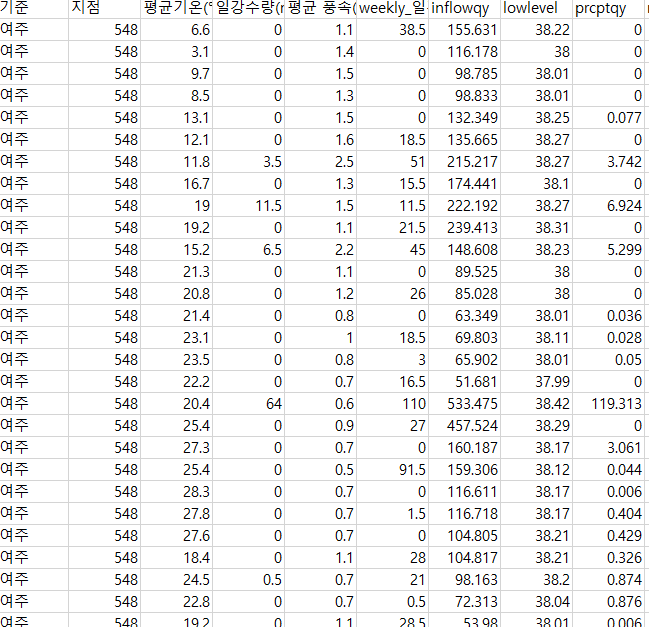 기준 지점 평균기온(° 일강수량(r 평균 풍속( weekly_일 inflowqy lowlevel prcptqy
여주 548 6.6 0 1.1 38.5 155.631 38.22 0
여주 548 3.1 0 1.4 0 116.178 38 0
여주 548 9.7 0 1.5 0 98.785 38.01 0
여주 548 8.5 0 1.3 0 98.833 38.01 0
여주 548 13.1 0 1.5 0 132.349 38.25 0.077
여주 548 12.1 0 1.6 18.5 135.665 38.27 0
여주 548 11.8 3.5 2.5 51 215.217 38.27 3.742
여주 548 16.7 0 1.3 15.5 174.441 38.1 0
여주 548 19 11.5 1.5 11.5 222.192 38.27 6.924
여주 548 19.2 0 1.1 21.5 239.413 38.31 0
여주 548 15.2 6.5 2.2 45 148.608 38.23 5.299
여주 548 21.3 0 1.1 0 89.525 38 0
여주 548 20.8 0 1.2 26 85.028 38 0
여주 548 21.4 0 0.8 0 63.349 38.01 0.036
여주 548 23.1 0 1 18.5 69.803 38.11 0.028
여주 548 23.5 0 0.8 3 65.902 38.01 0.05
여주 548 22.2 0 0.7 16.5 51.681 37.99 0
여주 548 20.4 64 0.6 110 533.475 38.42 119.313
여주 548 25.4 0 0.9 27 457.524 38.29 0
여주 548 27.3 0 0.7 0 160.187 38.17 3.061
여주 548 25.4 0 0.5 91.5 159.306 38.12 0.044
여주 548 28.3 0 0.7 0 116.611 38.17 0.006
여주 548 27.8 0 0.7 1.5 116.718 38.17 0.404
여주 548 27.6 0 0.7 0 104.805 38.21 0.429
여주 548 18.4 0 1.1 28 104.817 38.21 0.326
여주 548 24.5 0.5 0.7 21 98.163 38.2 0.874
여주 548 22.8 0 0.7 0.5 72.313 38.04 0.876
여주 548 19.2 0 1.1 28.5 53.98 38.01 0.006